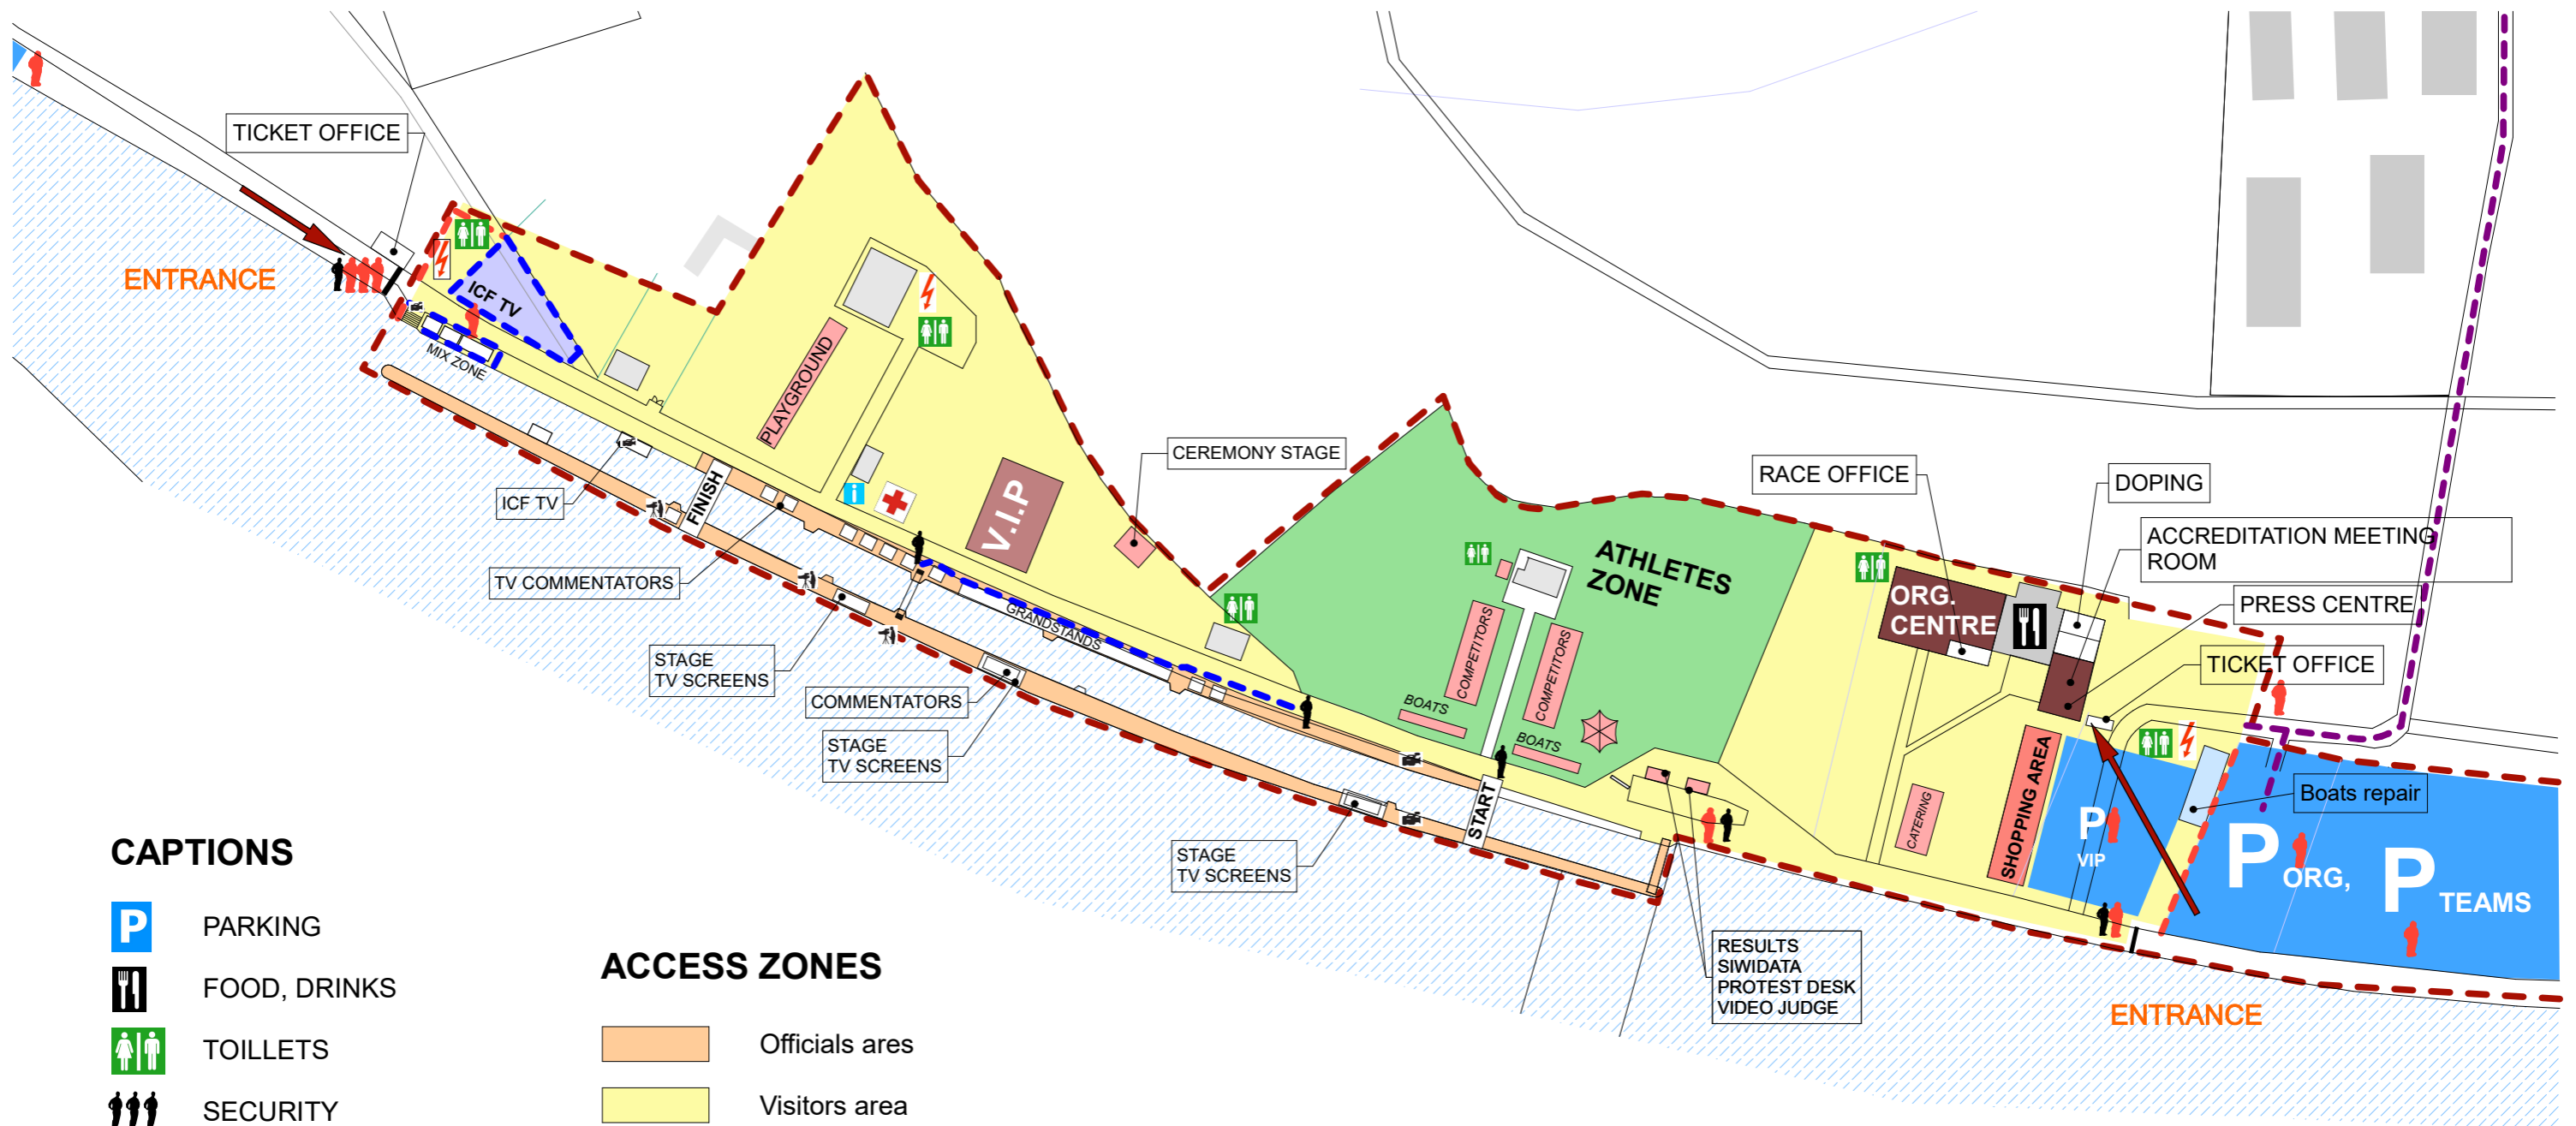 TICKET OFFICE
ENTRANCE
ICF TV
MIX ZONE
PLAYGROUND
CEREMONY STAGE
ICF TV
FINISH
i
V.I.P
TV COMMENTATORS
GRANDSTANDS
STAGE
TV SCREENS
COMMENTATORS
STAGE
TV SCREENS
STAGE
TV SCREENS
START
ATHLETES
ZONE
COMPETITORS
COMPETITORS
BOATS
BOATS
RACE OFFICE
DOPING
ACCREDITATION MEETING
ROOM
PRESS CENTRE
TICKET OFFICE
ORG.
CENTRE
SHOPPING AREA
CATERING
P
VIP
Boats repair
P ORG,
P TEAMS
RESULTS
SIWIDATA
PROTEST DESK
VIDEO JUDGE
ENTRANCE
CAPTIONS
P PARKING
FOOD, DRINKS
TOILLETS
SECURITY
ACCESS ZONES
Officials ares
Visitors area